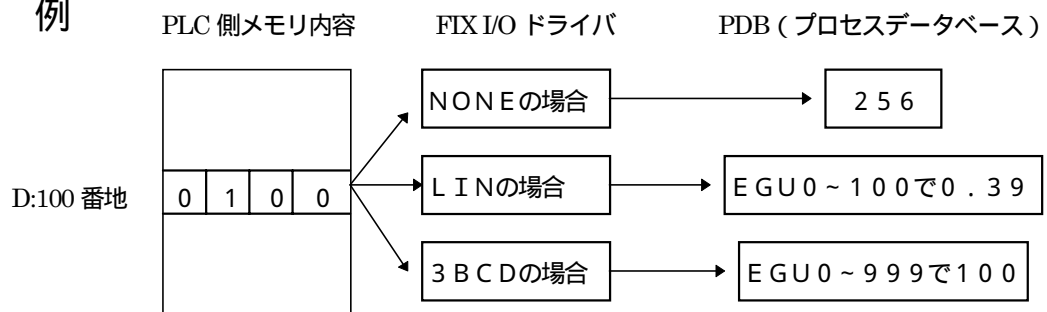 例
PLC 側メモリ内容 FIX I/O ドライバ PDB ( プロセスデータベース )
NONEの場合 256
D:100 番地 0 1 0 0 LINの場合 EGU0~100で0.39
3BCDの場合 EGU0~999で100